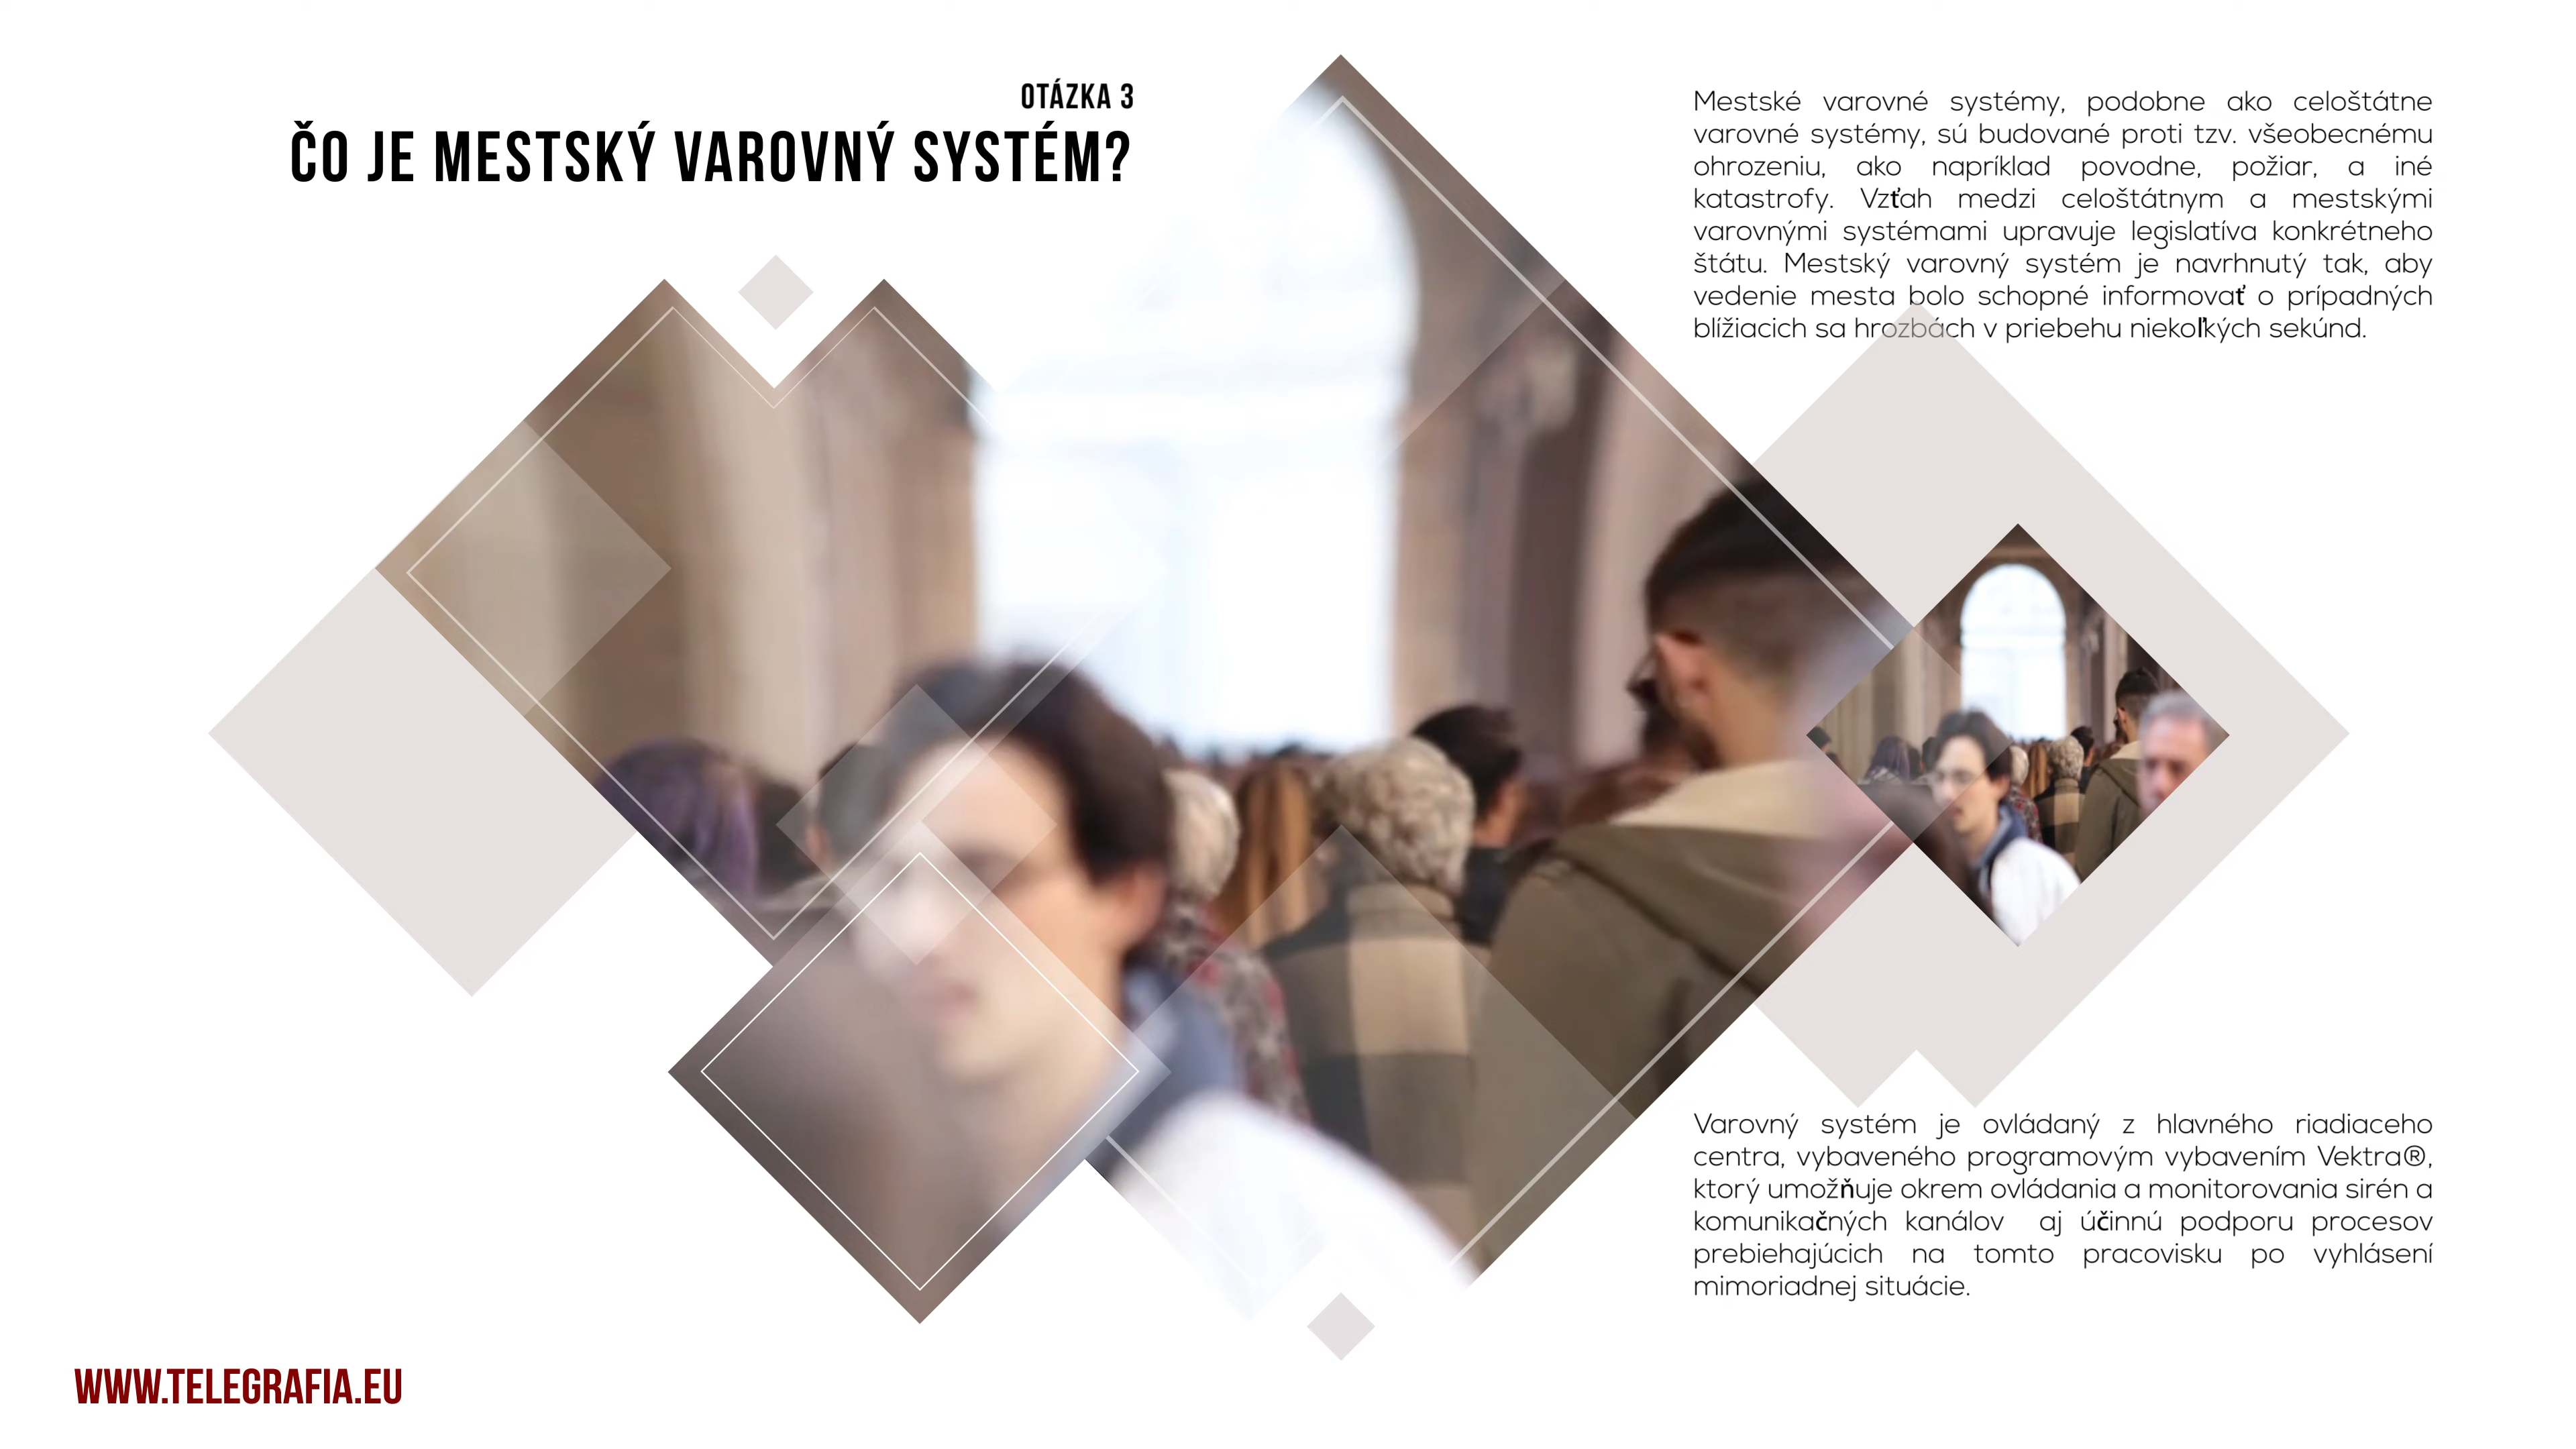 OTÁZKA 3
ČO JE MESTSKÝ VAROVNÝ SYSTÉM?
Mestské varovné systémy, podobne ako celoštátne
varovné systémy, sú budované proti tzv. všeobecnému
ohrozeniu, ako napríklad povodne, požiar, a iné
katastrofy. Vzťah medzi celoštátnym a mestskými
varovnými systémami upravuje legislatíva konkrétneho
štátu. Mestský varovný systém je navrhnutý tak, aby
vedenie mesta bolo schopné informovať o prípadných
blížiacich sa hrozbách v priebehu niekoľkých sekúnd.
Varovný systém je ovládaný z hlavného riadiaceho
centra, vybaveného programovým vybavením Vektra®,
ktorý umožňuje okrem ovládania a monitorovania sirén a
komunikačných kanálov aj účinnú podporu procesov
prebiehajúcich na tomto pracovisku po vyhlásení
mimoriadnej situácie.
WWW.TELEGRAFIA.EU